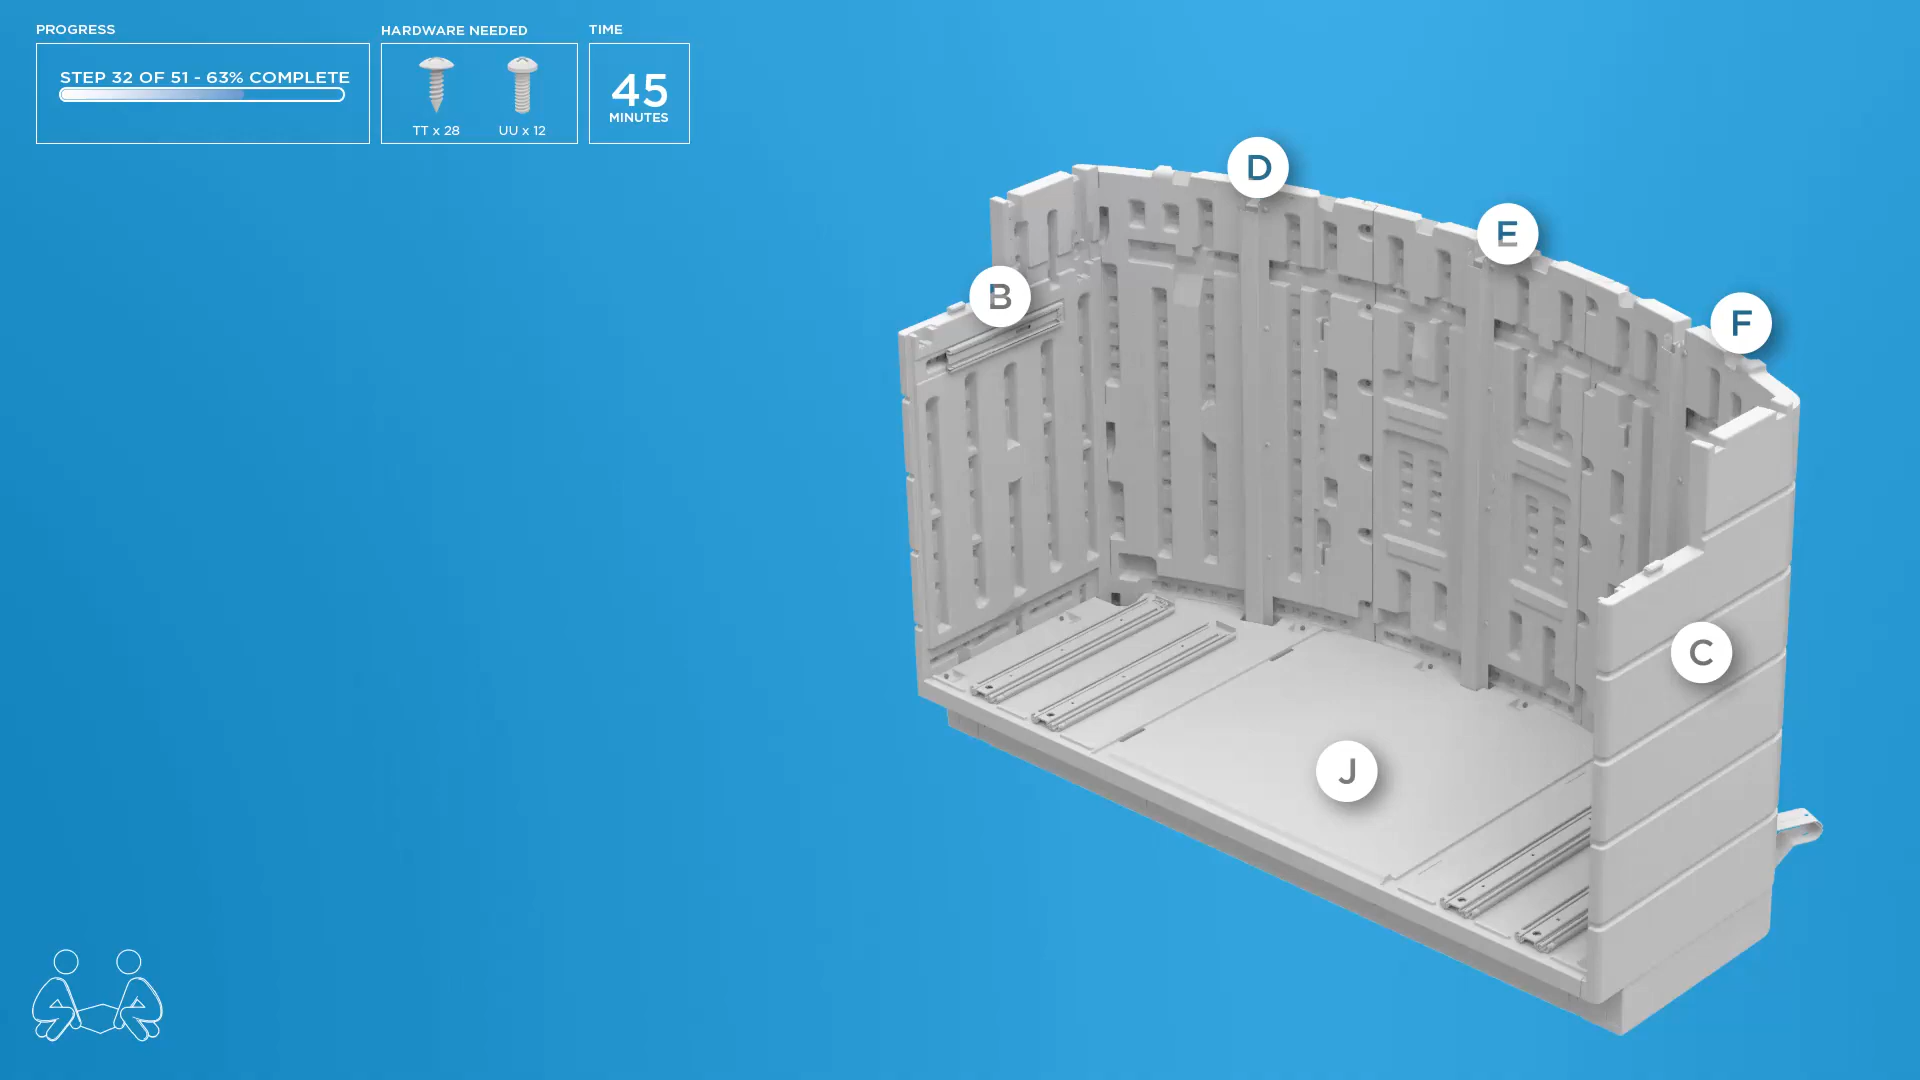 PROGRESS
STEP 32 OF 51 - 63% COMPLETE
HARDWARE NEEDED
TT x 28
UU x 12
TIME
45
MINUTES
D
E
B
F
C
J